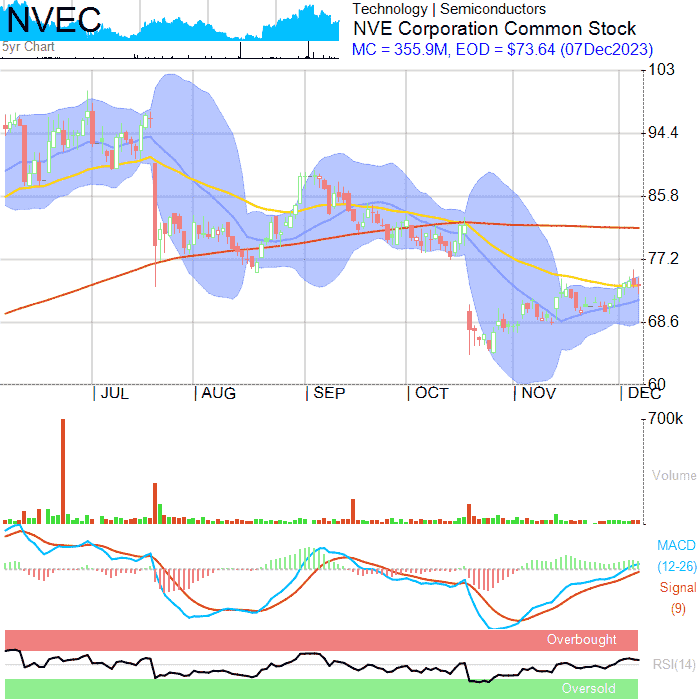 NVEC
5yr Chart
Technology | Semiconductors
NVE Corporation Common Stock
MC = 355.9M, EOD = $73.64 (07Dec2023)
103
94.4
85.8
77.2
68.6
60
JUL AUG SEP OCT NOV DEC
700k
Volume
MACD
(12-26)
Signal
(9)
Overbought
RSI(14)
Oversold